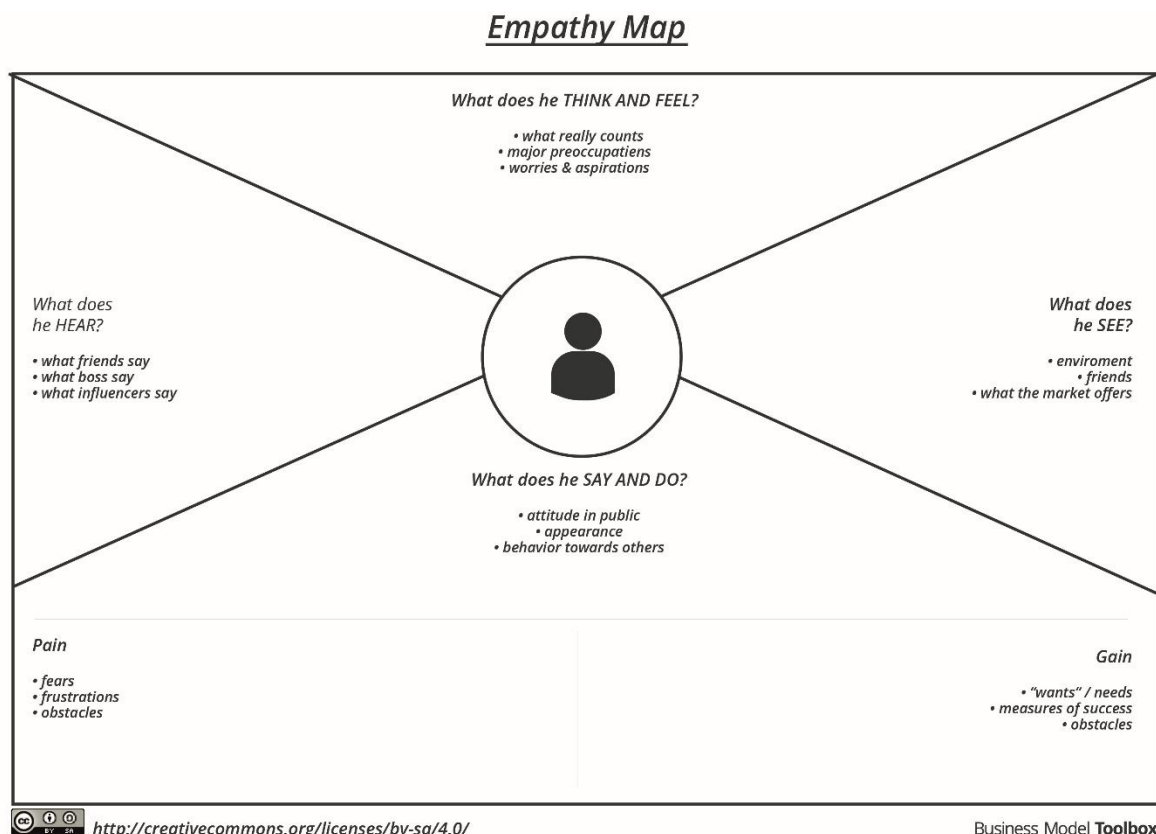 Empathy Map
What does he THINK AND FEEL?
• what really counts
• major preoccupatiens
• worries & aspirations
What does
he HEAR?
• what friends say
• what boss say
• what influencers say
What does
he SEE?
• enviroment
• friends
• what the market offers
What does he SAY AND DO?
• attitude in public
• appearance
• behavior towards others
Pain
• fears
• frustrations
• obstacles
Gain
• “wants“ / needs
• measures of success
• obstacles
cc BY SA http://creativecommons.org/licenses/by-sa/4.0/
Business Model Toolbox